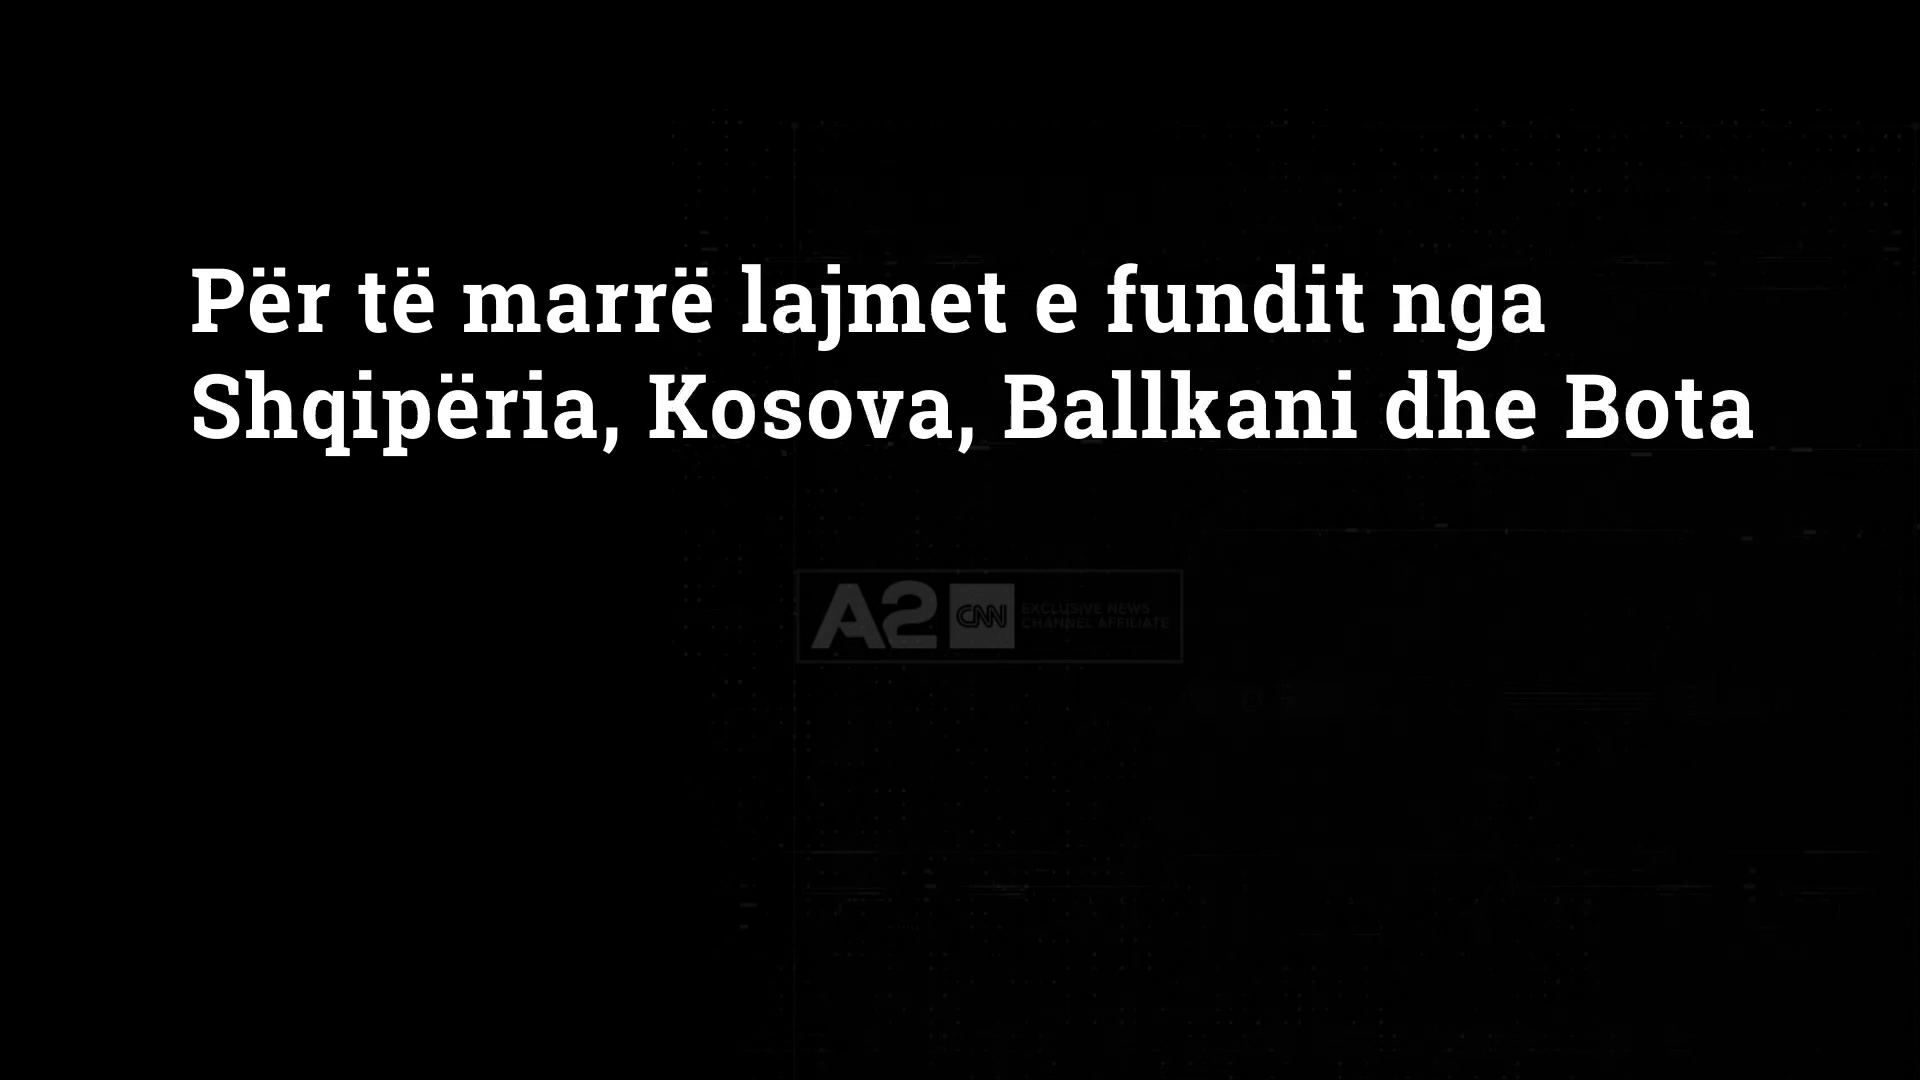 Për të marrë lajmet e fundit nga
Shqipëria, Kosova, Ballkani dhe Bota
A2 CNN EXCLUSIVE NEWS
CHANNEL AFFILIATE